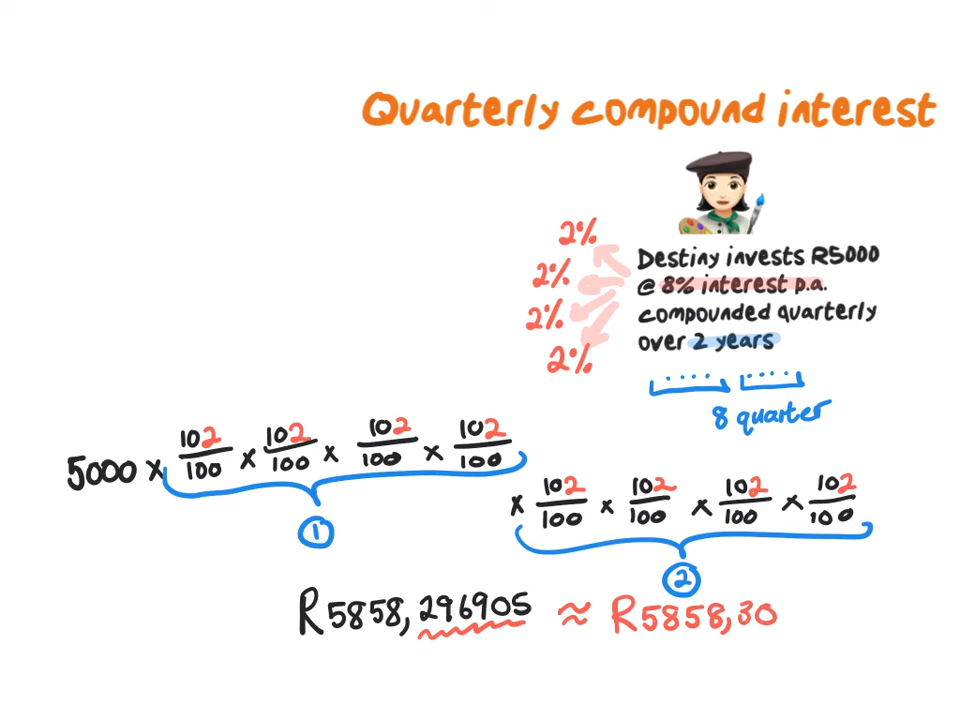 Quarterly compound interest
2%
2%
2%
2%
Destiny invests R5000
@ 8% interest p.a.
compounded quarterly
over 2 years
8 quarter
5000 × 102/100 × 102/100 × 102/100 × 102/100
1
× 102/100 × 102/100 × 102/100 × 102/100
2
R5858,296905 ≈ R5858,30